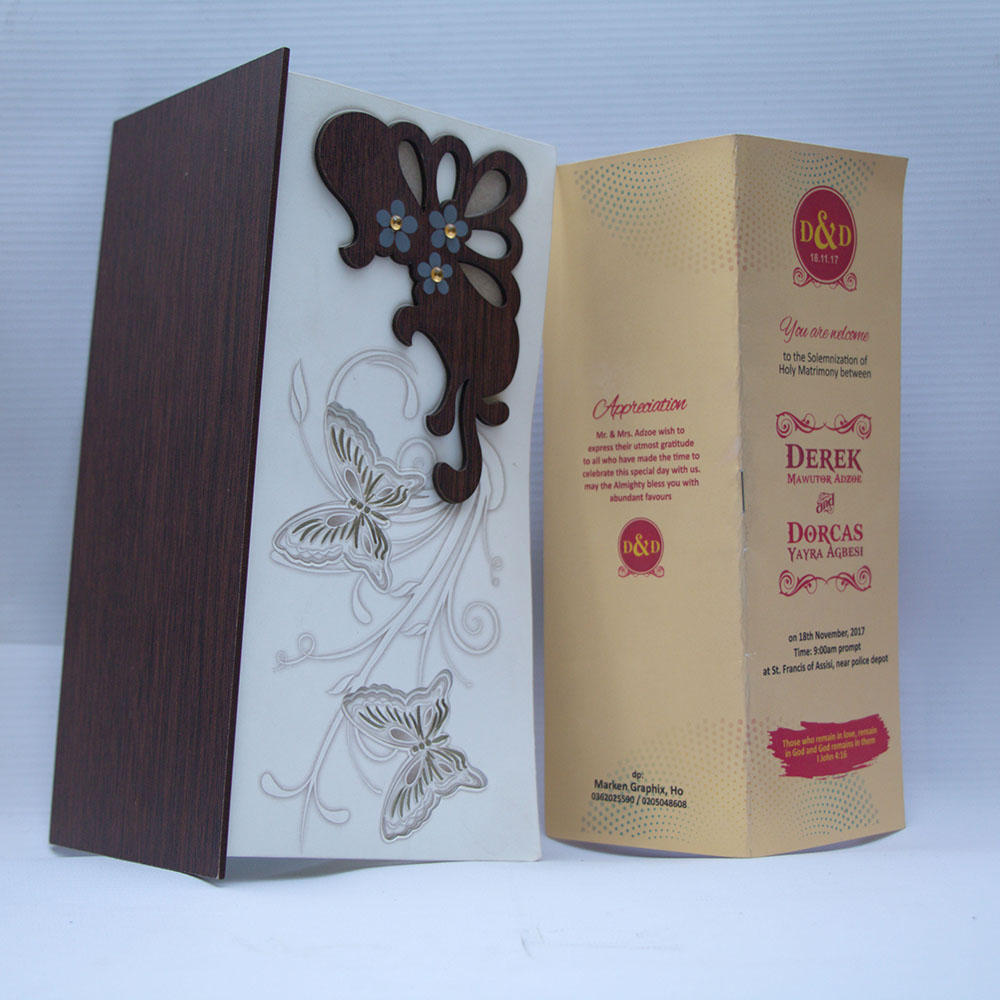 Appreciation
Mr. & Mrs. Adzoe wish to
express their utmost gratitude
to all who have made the time to
celebrate this special day with us.
may the Almighty bless you with
abundant favours
D&D
dp:
Marken Graphix, Ho
0362025590 / 0205048608
D&D
18.11.17
You are welcome
to the Solemnization of
Holy Matrimony between
DEREK
MAWUTOR ADZOE
and
DORCAS
YAYRA AGBESI
on 18th November, 2017
Time: 9:00am prompt
at St. Francis of Assisi, near police depot
Those who remain in love, remain
in God and God remains in them
I John 4:16